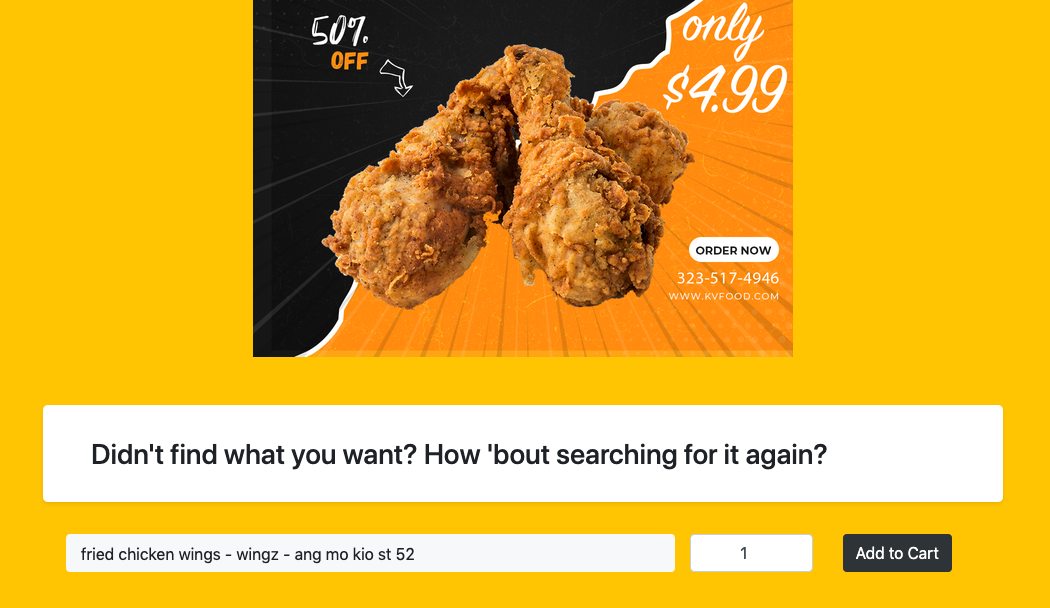 50%
OFF
only
$4.99
ORDER NOW
323-517-4946
WWW.KVFOOD.COM
Didn't find what you want? How 'bout searching for it again?
fried chicken wings - wingz - ang mo kio st 52
1
Add to Cart